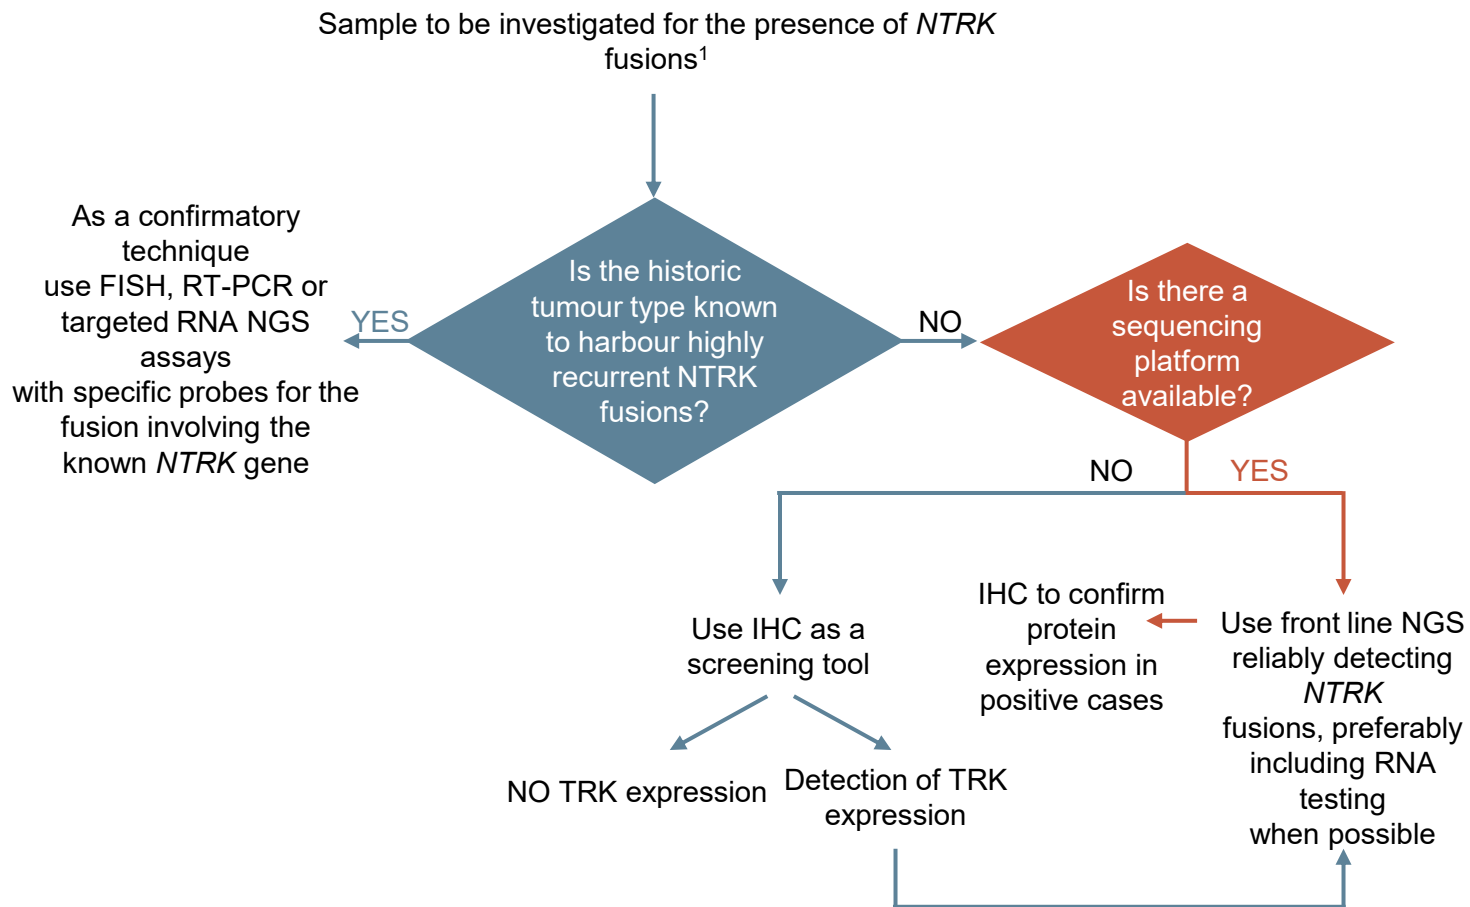 Sample to be investigated for the presence of NTRK
fusions¹
As a confirmatory
technique
use FISH, RT-PCR or
targeted RNA NGS
assays
with specific probes for the
fusion involving the
known NTRK gene
YES
Is the historic
tumour type known
to harbour highly
recurrent NTRK
fusions?
NO
Is there a
sequencing
platform
available?
NO
YES
Use IHC as a
screening tool
IHC to confirm
protein
expression in
positive cases
Use front line NGS
reliably detecting
NTRK
fusions, preferably
including RNA
testing
when possible
NO TRK expression
Detection of TRK
expression